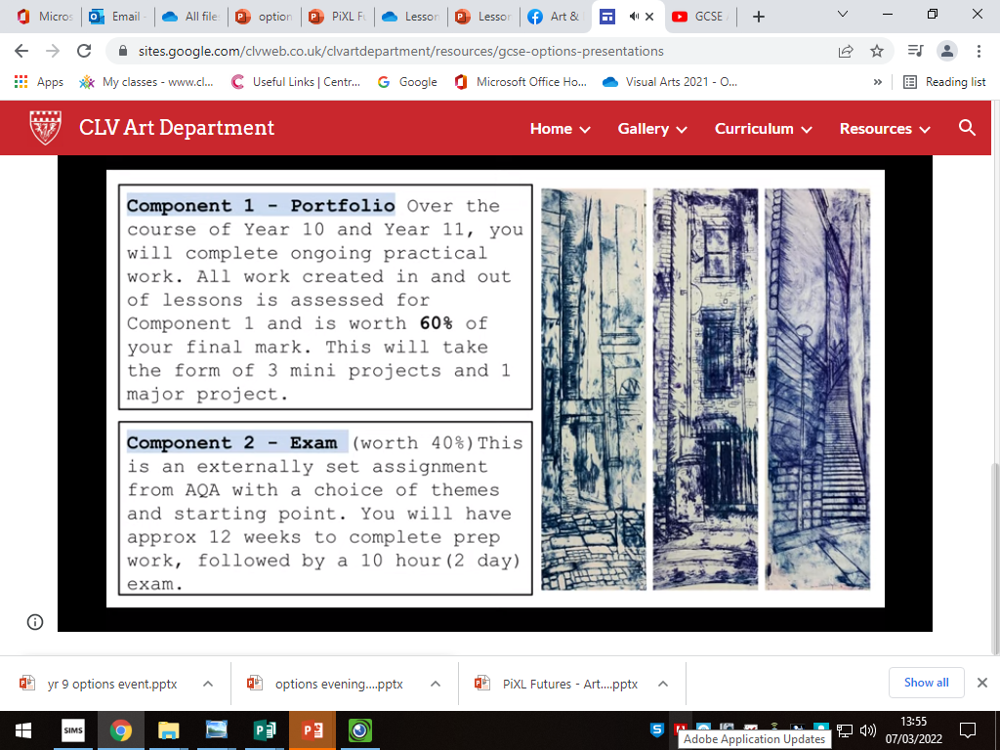 Micros
Email
All file
option
PiXL F
Lesson
Lesson
Art &
GCSE
sites.google.com/clvweb.co.uk/clvartdepartment/resources/gcse-options-presentations
Apps
My classes - www.cl...
Useful Links | Centr...
Google
Microsoft Office Ho...
Visual Arts 2021 - O...
»
Reading list
CLV Art Department
Home
Gallery
Curriculum
Resources
Component 1 - Portfolio Over the
course of Year 10 and Year 11, you
will complete ongoing practical
work. All work created in and out
of lessons is assessed for
Component 1 and is worth 60% of
your final mark. This will take
the form of 3 mini projects and 1
major project.
Component 2 - Exam (worth 40%)This
is an externally set assignment
from AQA with a choice of themes
and starting point. You will have
approx 12 weeks to complete prep
work, followed by a 10 hour(2 day)
exam.
yr 9 options event.pptx
options evening....pptx
PiXL Futures - Art....pptx
Show all
SIMS
13:55
Adobe Application Updates
07/03/2022